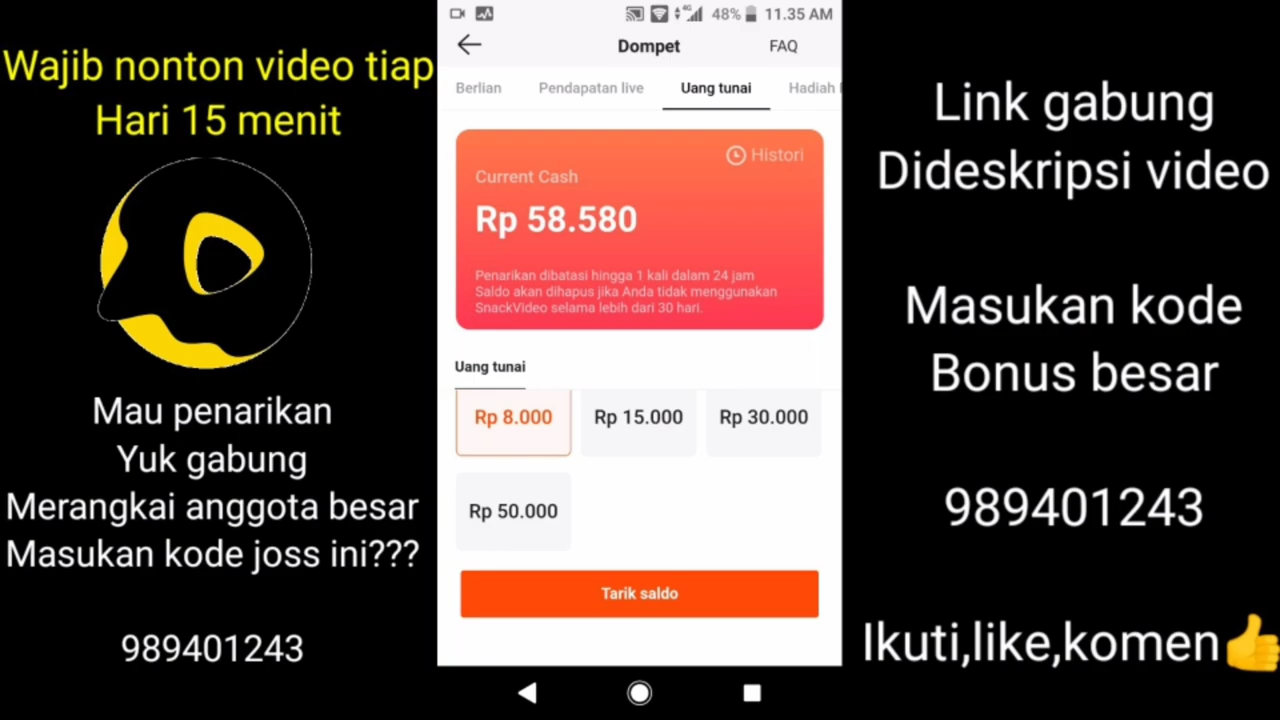 Wajib nonton video tiap
Hari 15 menit
Mau penarikan
Yuk gabung
Merangkai anggota besar
Masukan kode joss ini???
989401243
48% 11.35 AM
Dompet
FAQ
Berlian
Pendapatan live
Uang tunai
Hadiah
Histori
Current Cash
Rp 58.580
Penarikan dibatasi hingga 1 kali dalam 24 jam
Saldo akan dihapus jika Anda tidak menggunakan
SnackVideo selama lebih dari 30 hari.
Uang tunai
Rp 8.000
Rp 15.000
Rp 30.000
Rp 50.000
Tarik saldo
Link gabung
Dideskripsi video
Masukan kode
Bonus besar
989401243
Ikuti,like,komen